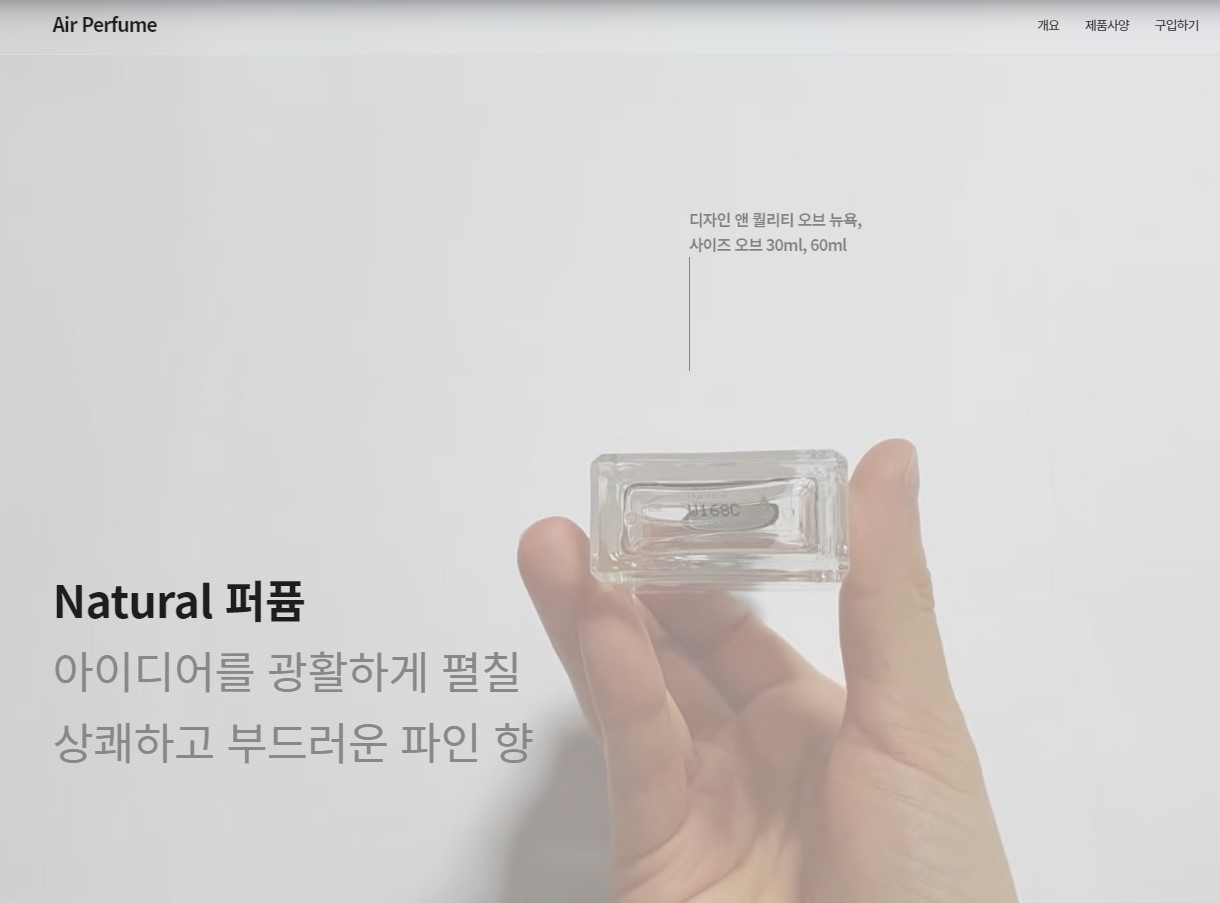 Air Perfume
개요 제품사양 구입하기
디자인 앤 퀄리티 오브 뉴욕,
사이즈 오브 30ml, 60ml
W168C
Natural 퍼퓸
아이디어를 광활하게 펼칠
상쾌하고 부드러운 파인 향